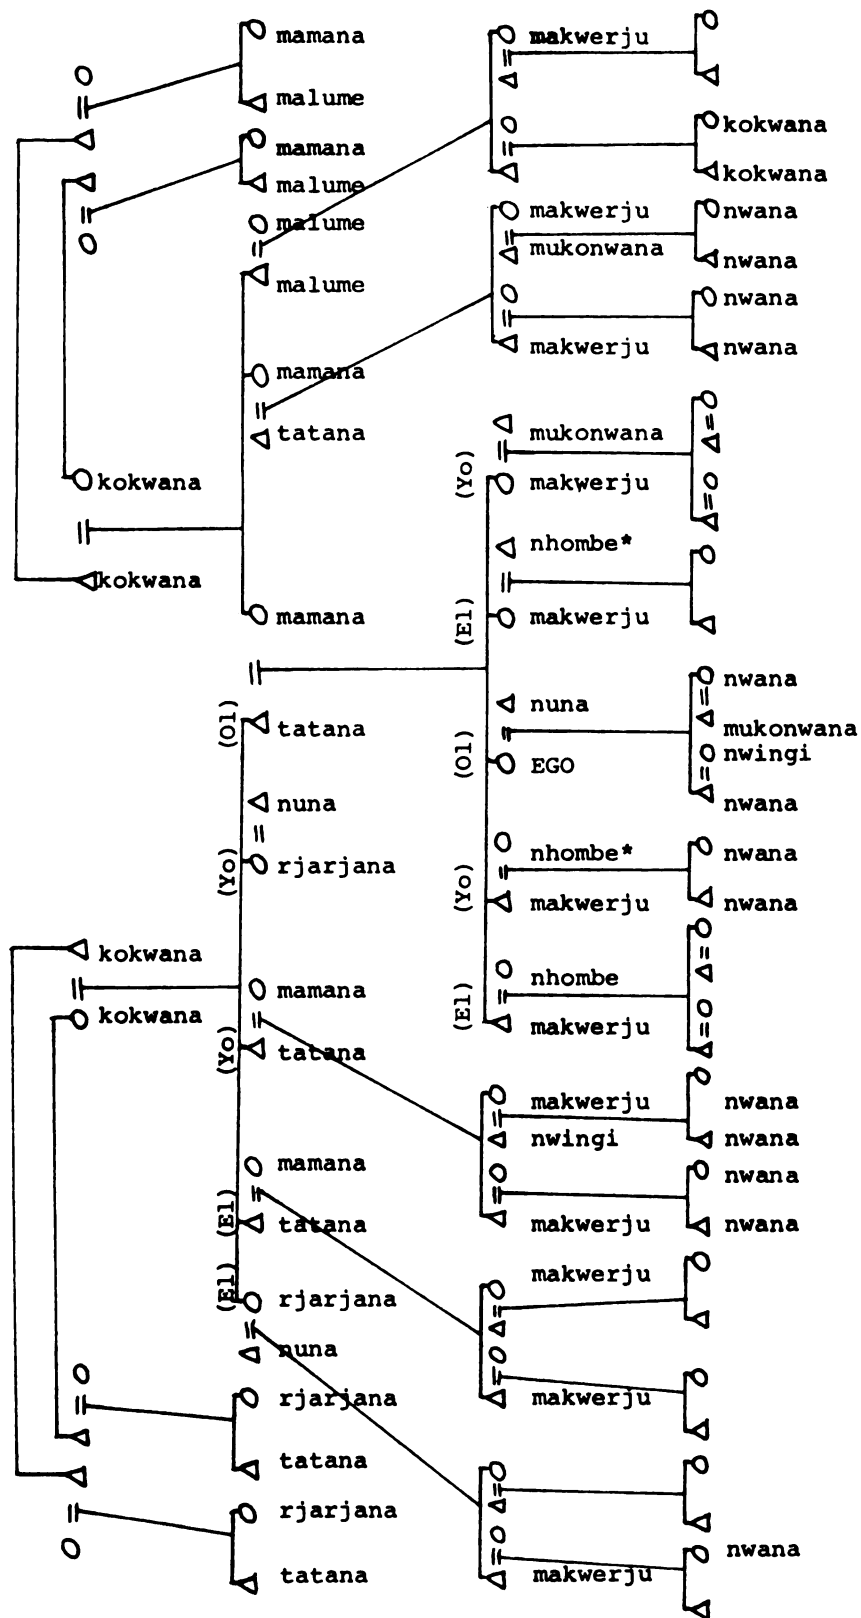 mamana
malume
mamana
malume
malume
malume
mamana
tatana
kokwana
kokwana
mamana
(Ol) tatana
nuna
(Yo) rjarjana
kokwana
kokwana
mamana
(Yo) tatana
mamana
(El) tatana
(El) rjarjana
nuna
rjarjana
tatana
rjarjana
tatana
makwerju
kokwana
kokwana
makwerju nwana
mukonwana nwana
nwana
makwerju nwana
mukonwana
(Yo) makwerju
nhombe*
(El) makwerju
nuna nwana
mukonwana
(Ol) EGO nwingi
nwana
nhombe* nwana
(Yo) makwerju nwana
nhombe
(El) makwerju
makwerju nwana
nwingi nwana
nwana
makwerju nwana
makwerju
makwerju
nwana
makwerju